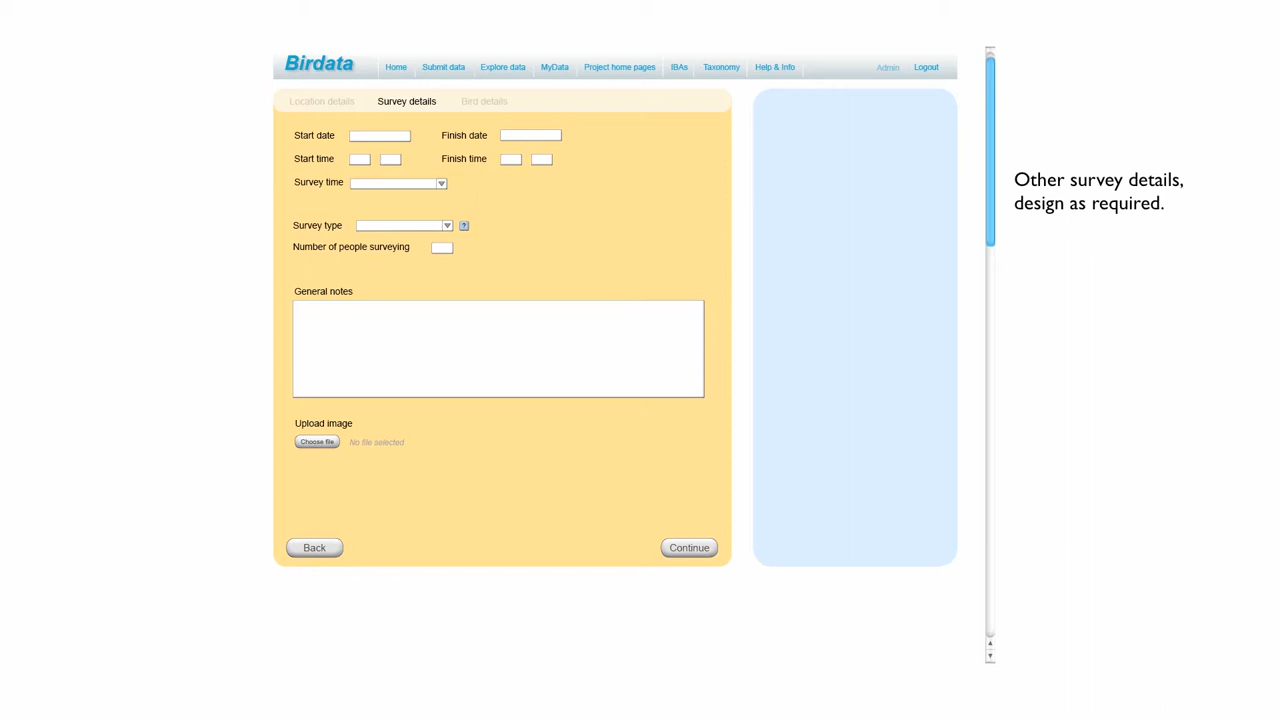 Birdata
Home Submit data Explore data MyData Project home pages IBAs Taxonomy Help & Info Admin Logout
Location details Survey details Bird details
Start date Finish date
Start time Finish time
Survey time
Survey type ?
Number of people surveying
General notes
Upload image
Choose file No file selected
Back Continue
Other survey details,
design as required.